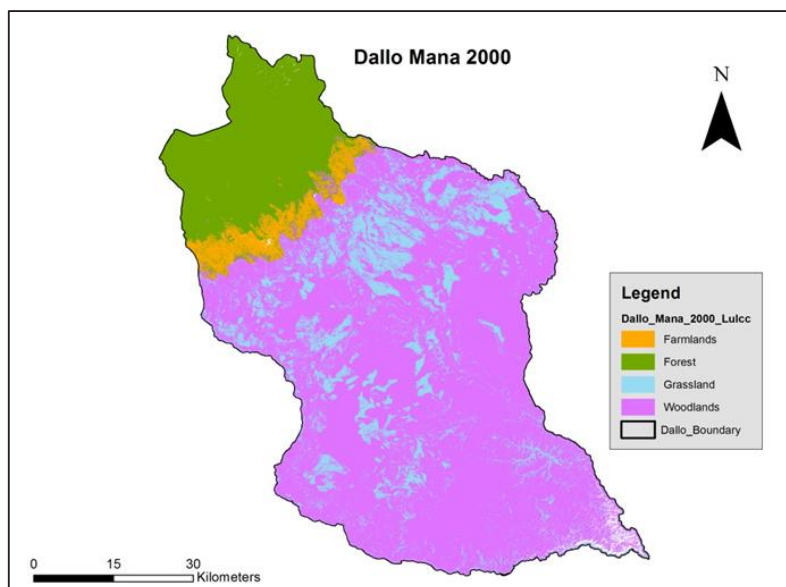 Dallo Mana 2000
N
Legend
Dallo_Mana_2000_Lulcc
Farmlands
Forest
Grassland
Woodlands
Dallo_Boundary
0 15 30
Kilometers